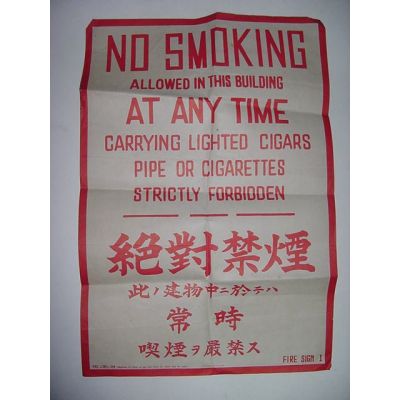 NO SMOKING
ALLOWED IN THIS BUILDING
AT ANY TIME
CARRYING LIGHTED CIGARS
PIPE OR CIGARETTES
STRICTLY FORBIDDEN
絕對禁煙
此ノ建物中ニ於テハ
常時
喫煙ヲ嚴禁ス
FIRE SIGN 1